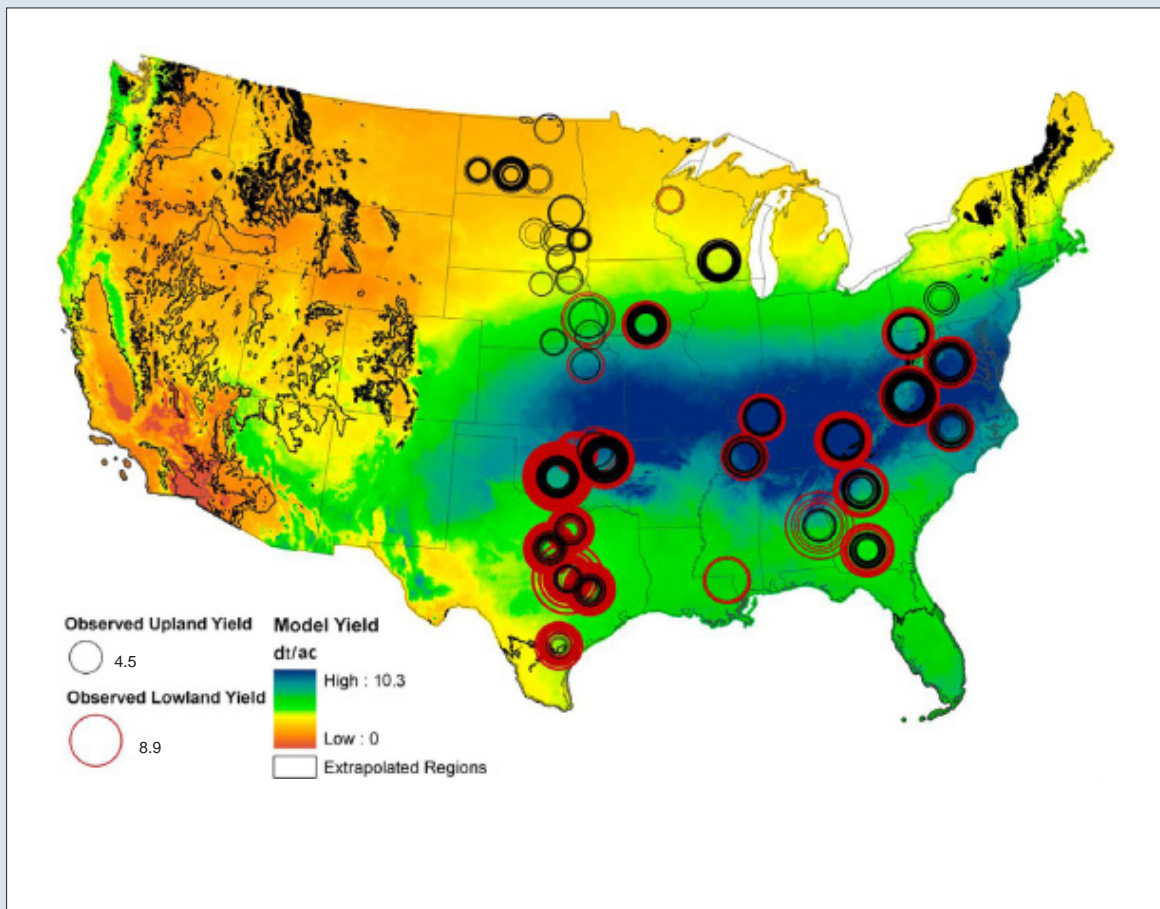 Observed Upland Yield
4.5
Observed Lowland Yield
8.9
Model Yield
dt/ac
High : 10.3
Low : 0
Extrapolated Regions